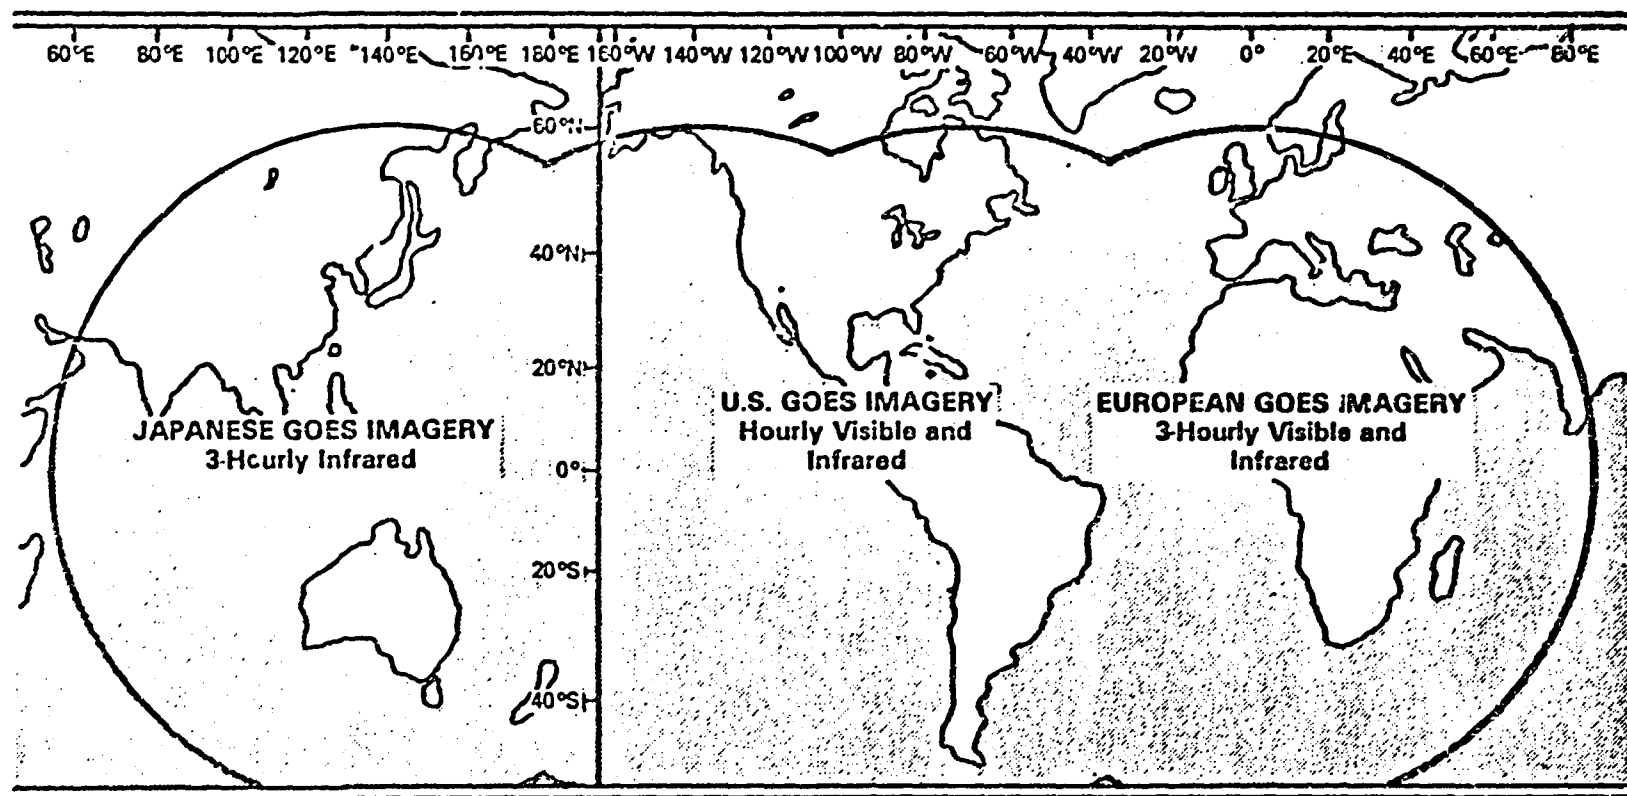 60°E 80°E 100°E 120°E 140°E 160°E 180°E 160°W 140°W 120°W 100°W 80°W 60°W 40°W 20°W 0° 20°E 40°E 60°E 80°E
60°N
40°N
20°N
JAPANESE GOES IMAGERY
3-Hourly Infrared
U.S. GOES IMAGERY
Hourly Visible and
Infrared
EUROPEAN GOES IMAGERY
3-Hourly Visible and
Infrared
0°
20°S
40°S